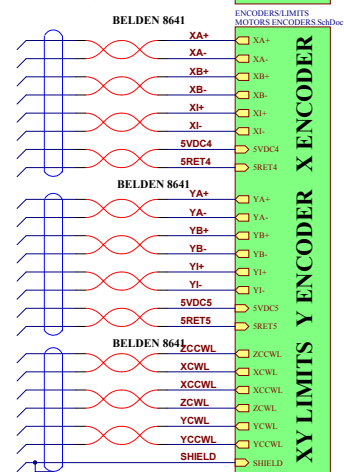 ENCODERS/LIMITS
MOTORS ENCODERS.SchDoc
BELDEN 8641
XA+ XA+
XA- XA-
XB+ XB+
XB- XB-
XI+ XI+
XI- XI-
5VDC4 5VDC4
5RET4 5RET4
X ENCODER
BELDEN 8641
YA+ YA+
YA- YA-
YB+ YB+
YB- YB-
YI+ YI+
YI- YI-
5VDC5 5VDC5
5RET5 5RET5
Y ENCODER
BELDEN 8641
ZCCWL ZCCWL
XCWL XCWL
XCCWL XCCWL
ZCWL ZCWL
YCWL YCWL
YCCWL YCCWL
SHIELD SHIELD
XY LIMITS